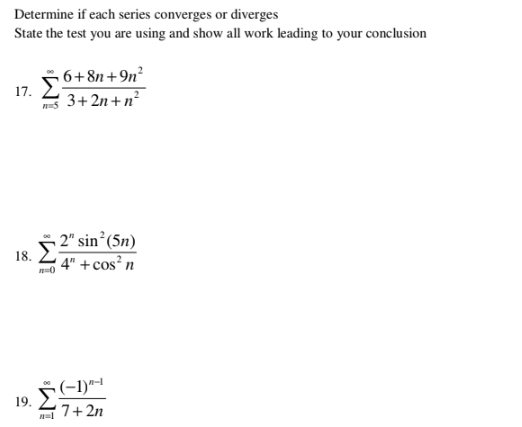 Determine if each series converges or diverges
State the test you are using and show all work leading to your conclusion
17. $\sum_{n=5}^{\infty} \frac{6+8n+9n^2}{3+2n+n^2}$
18. $\sum_{n=0}^{\infty} \frac{2^n \sin^2(5n)}{4^n+\cos^2 n}$
19. $\sum_{n=1}^{\infty} \frac{(-1)^{n-1}}{7+2n}$